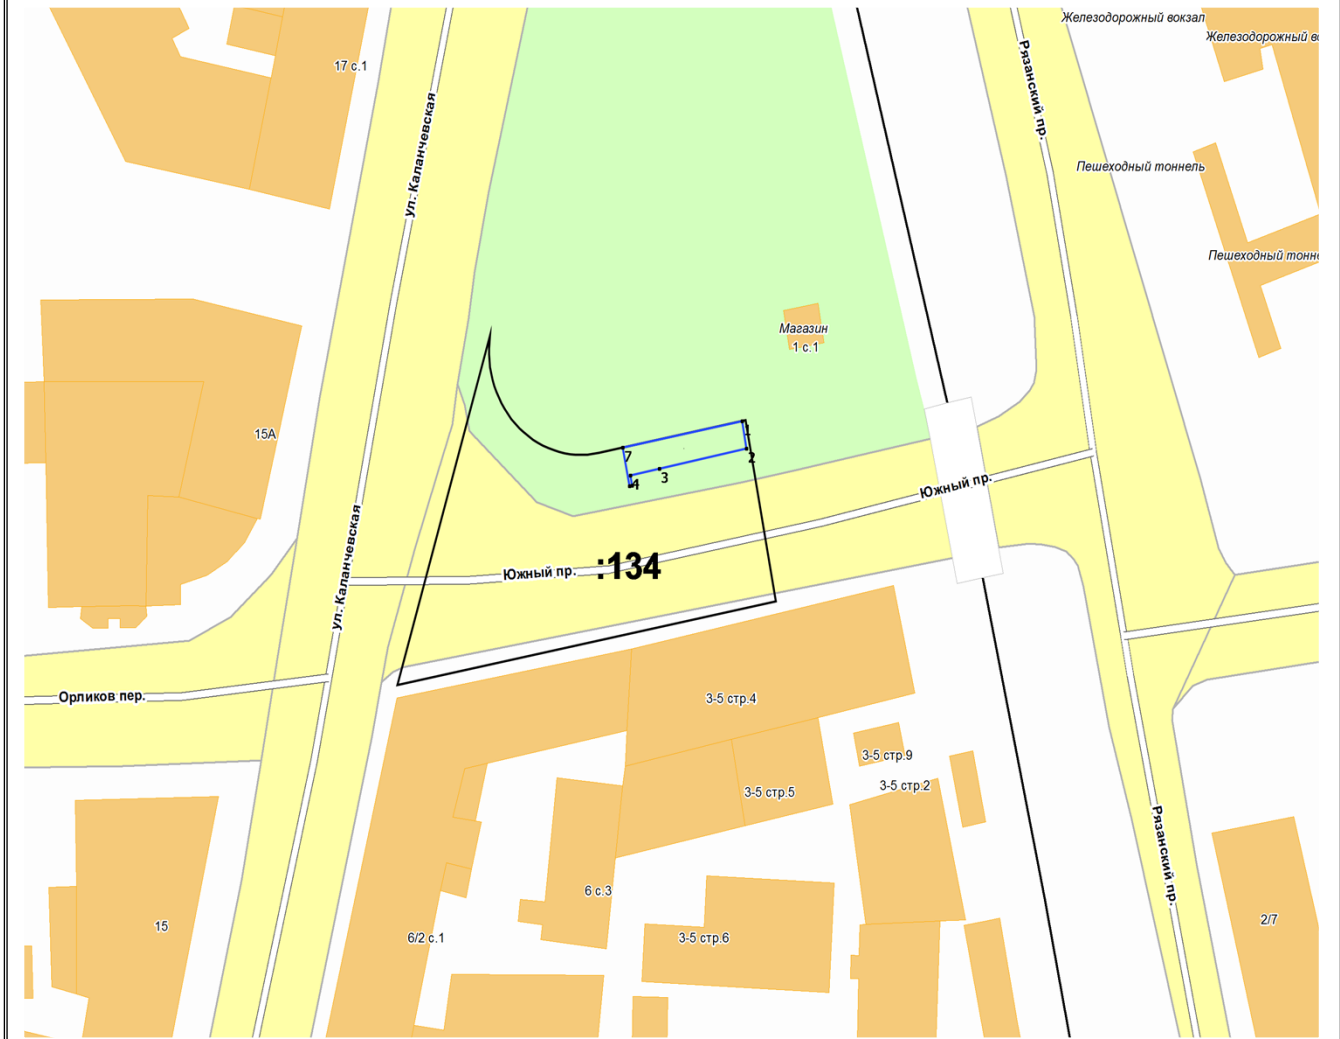 Железодорожный вокзал
Железодорожный во
17 с.1
Рязанский пр.
ул. Каланчевская
Пешеходный тоннель
Пешеходный тонне
Магазин
1 с.1
15А
1
7
2
3
4
Южный пр.
Южный пр.
:134
ул. Каланчевская
Орликов пер.
3-5 стр.4
3-5 стр.9
3-5 стр.2
3-5 стр.5
Рязанский пр.
6 с.3
15
6/2 с.1
3-5 стр.6
2/7